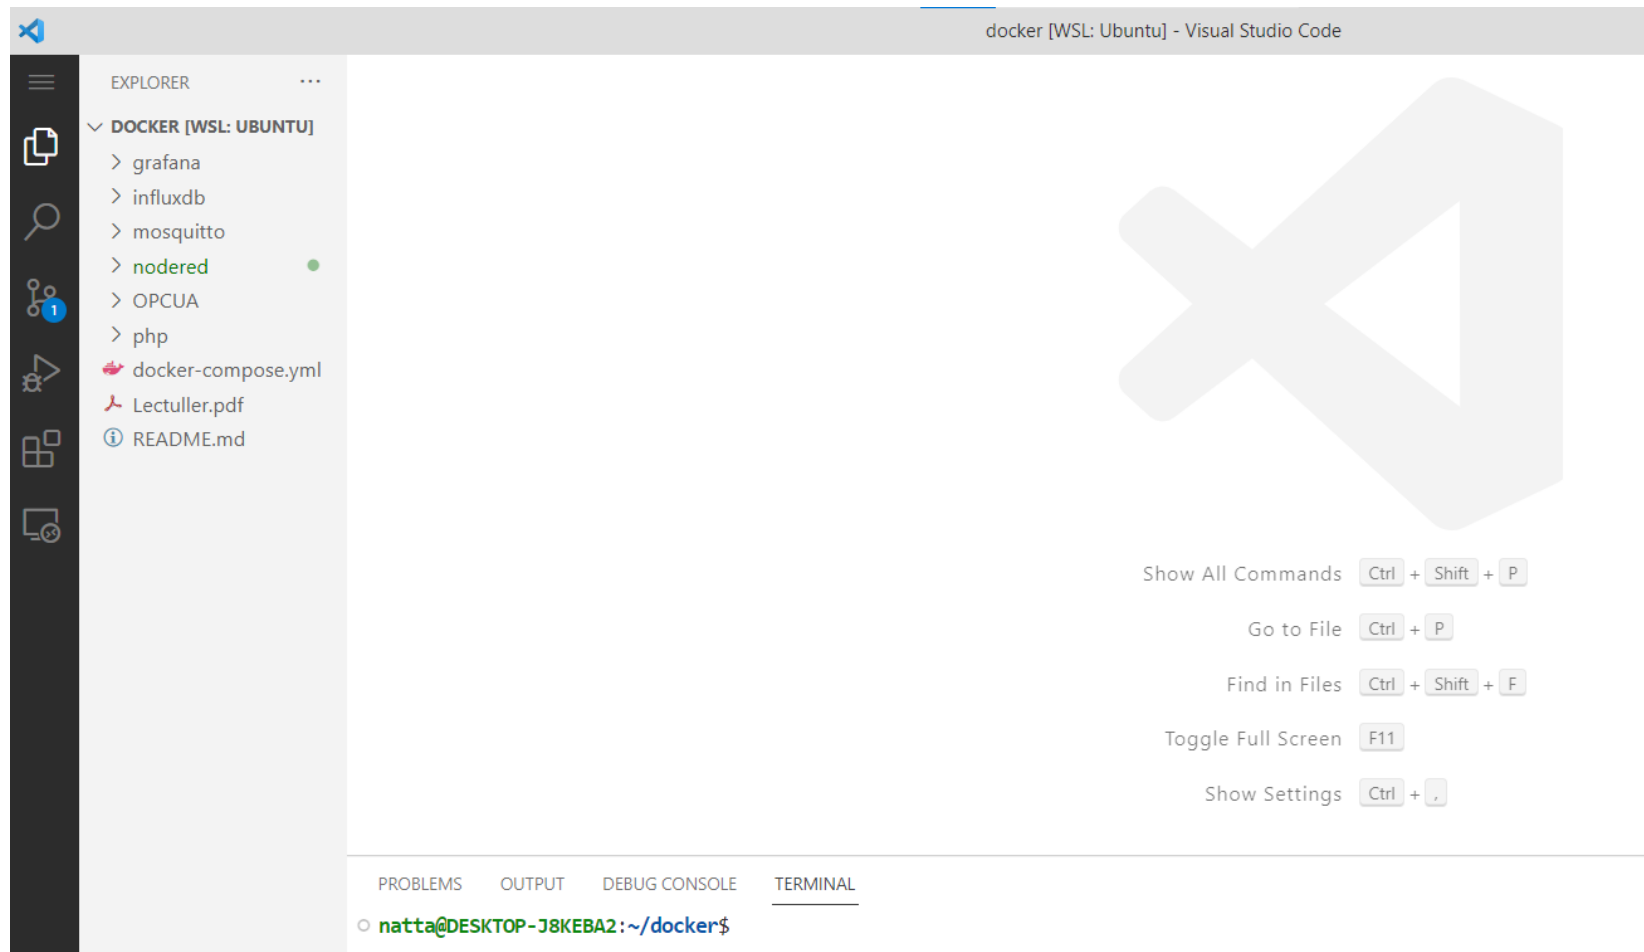 docker [WSL: Ubuntu] - Visual Studio Code
EXPLORER ...
DOCKER [WSL: UBUNTU]
grafana
influxdb
mosquitto
nodered
OPCUA
php
docker-compose.yml
Lectuller.pdf
README.md
1
Show All Commands Ctrl + Shift + P
Go to File Ctrl + P
Find in Files Ctrl + Shift + F
Toggle Full Screen F11
Show Settings Ctrl + ,
PROBLEMS OUTPUT DEBUG CONSOLE TERMINAL
natta@DESKTOP-J8KEBA2:~/docker$